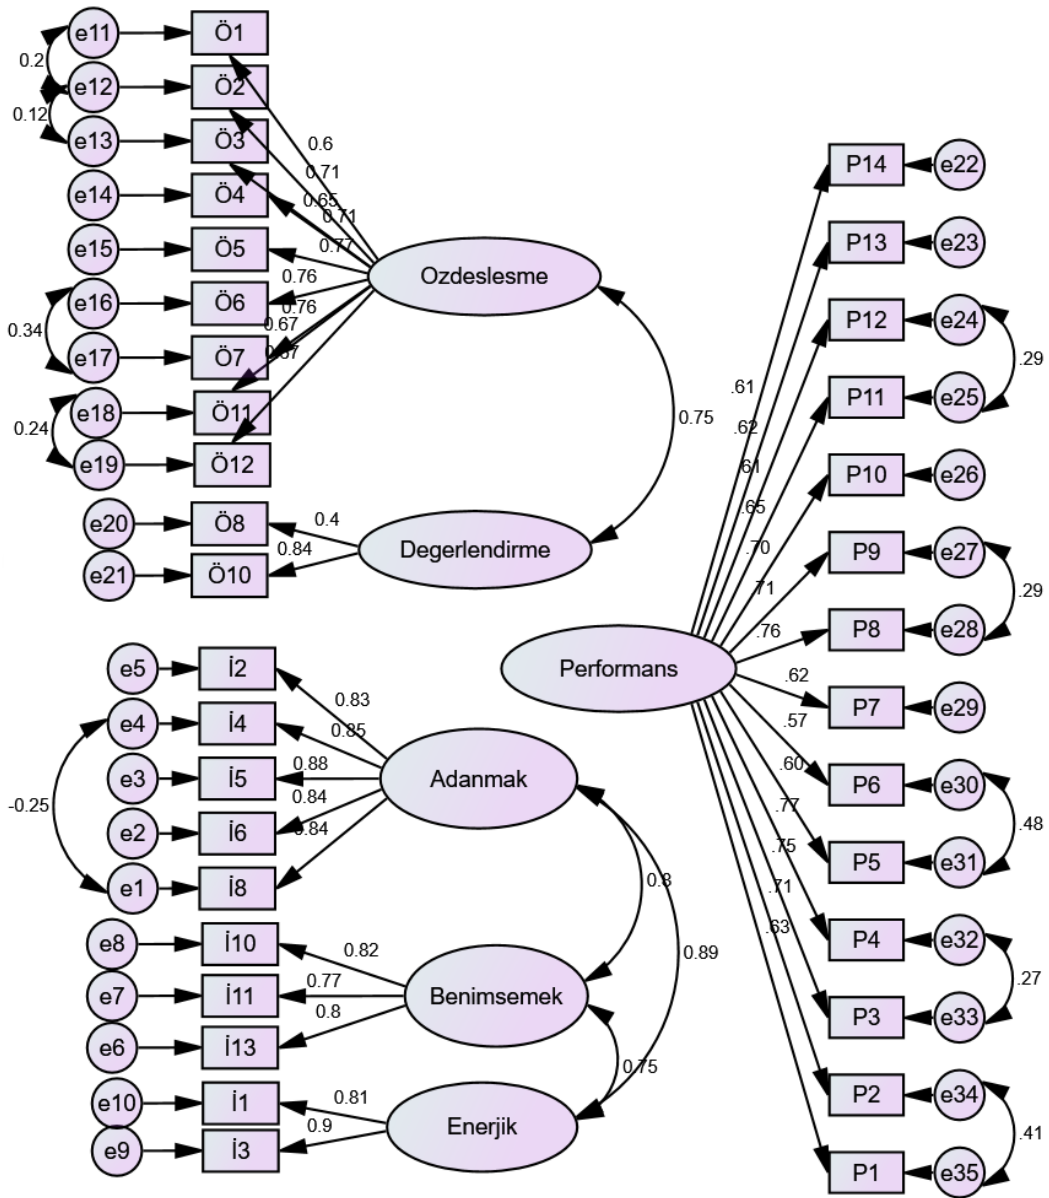 e11
Ö1
0.2
e12
Ö2
0.12
e13
Ö3
e14
Ö4
e15
Ö5
e16
Ö6
0.34
e17
Ö7
e18
Ö11
0.24
e19
Ö12
0.6
0.71
0.65
0.71
0.77
0.76
0.76
0.67
Ozdeslesme
0.75
e20
Ö8
0.4
e21
Ö10
0.84
Degerlendirme
e5
İ2
0.83
e4
İ4
0.85
e3
İ5
0.88
-0.25
e2
İ6
0.84
e1
İ8
0.84
Adanmak
0.8
0.89
e8
İ10
0.82
e7
İ11
0.77
e6
İ13
0.8
Benimsemek
0.75
e10
İ1
0.81
e9
İ3
0.9
Enerjik
Performans
.61
.62
.61
.65
.70
.71
.76
.62
.57
.60
.77
.75
.71
.63
P14
e22
P13
e23
P12
e24
.29
P11
e25
P10
e26
P9
e27
.29
P8
e28
P7
e29
P6
e30
.48
P5
e31
P4
e32
.27
P3
e33
P2
e34
.41
P1
e35